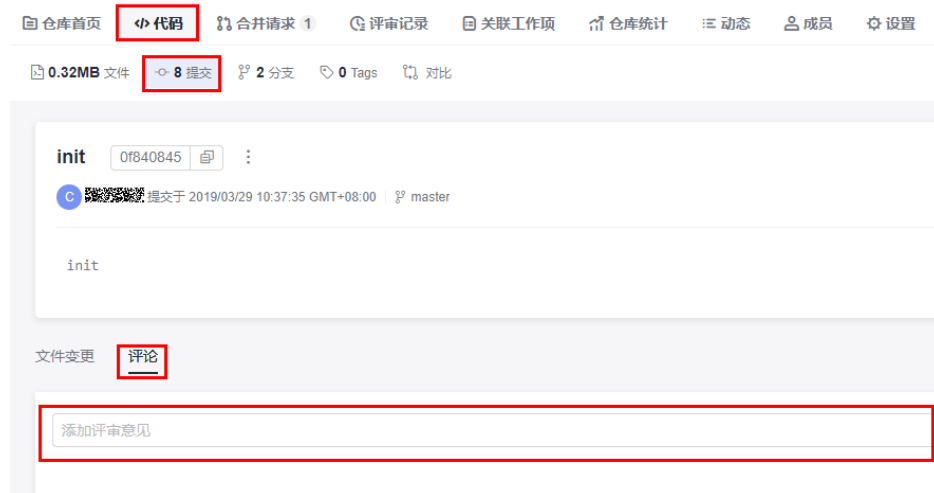 仓库首页 </> 代码 合并请求 1 评审记录 关联工作项 仓库统计 动态 成员 设置
0.32MB 文件 8 提交 2 分支 0 Tags 对比
init 0f840845
C 提交于 2019/03/29 10:37:35 GMT+08:00 master
init
文件变更 评论
添加评审意见